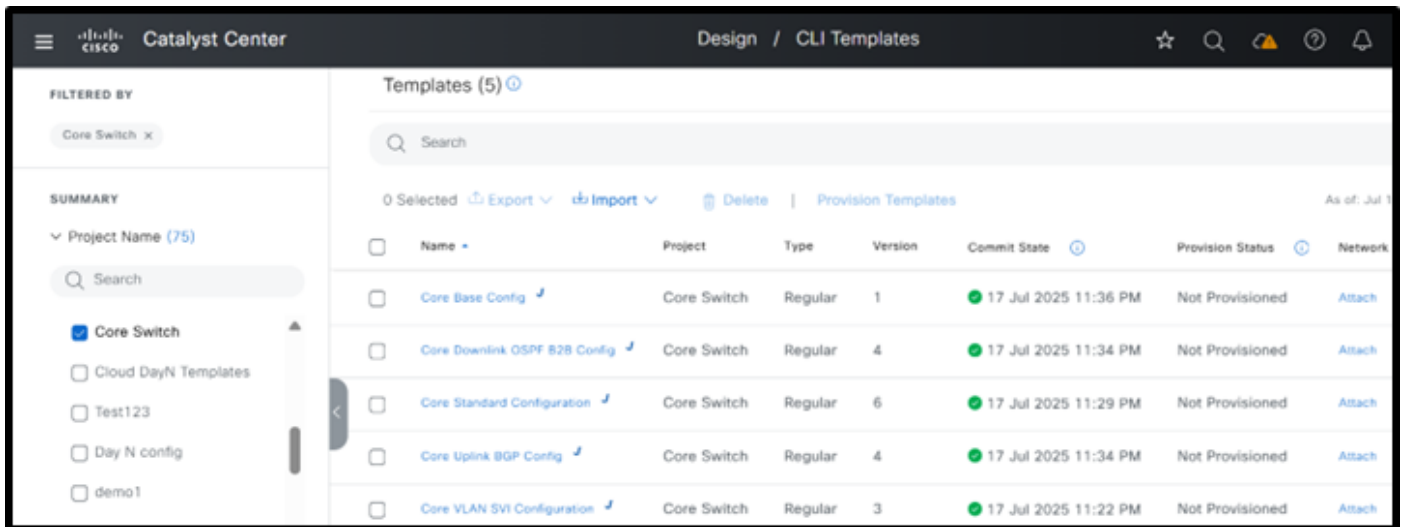 CISCO Catalyst Center Design / CLI Templates
FILTERED BY
Core Switch ×
SUMMARY
Project Name (75)
Search
Core Switch
Cloud DayN Templates
Test123
Day N config
demo1
Templates (5)
Search
0 Selected Export Import Delete | Provision Templates As of: Jul 1
Name Project Type Version Commit State Provision Status Network
Core Base Config Core Switch Regular 1 17 Jul 2025 11:36 PM Not Provisioned Attach
Core Downlink OSPF B2B Config Core Switch Regular 4 17 Jul 2025 11:34 PM Not Provisioned Attach
Core Standard Configuration Core Switch Regular 6 17 Jul 2025 11:29 PM Not Provisioned Attach
Core Uplink BGP Config Core Switch Regular 4 17 Jul 2025 11:34 PM Not Provisioned Attach
Core VLAN SVI Configuration Core Switch Regular 3 17 Jul 2025 11:22 PM Not Provisioned Attach